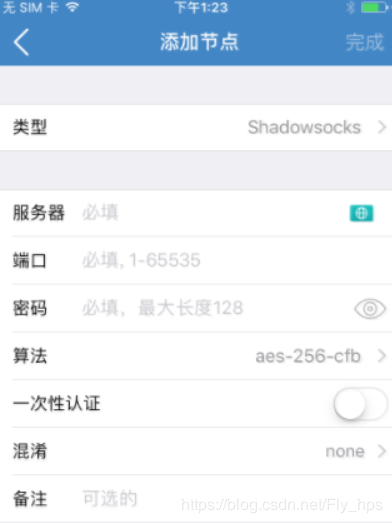 无 SIM 卡 下午1:23
添加节点 完成
类型 Shadowsocks
服务器 必填
端口 必填, 1-65535
密码 必填，最大长度128
算法 aes-256-cfb
一次性认证
混淆 none
备注 可选的
https://blog.csdn.net/Fly_hps